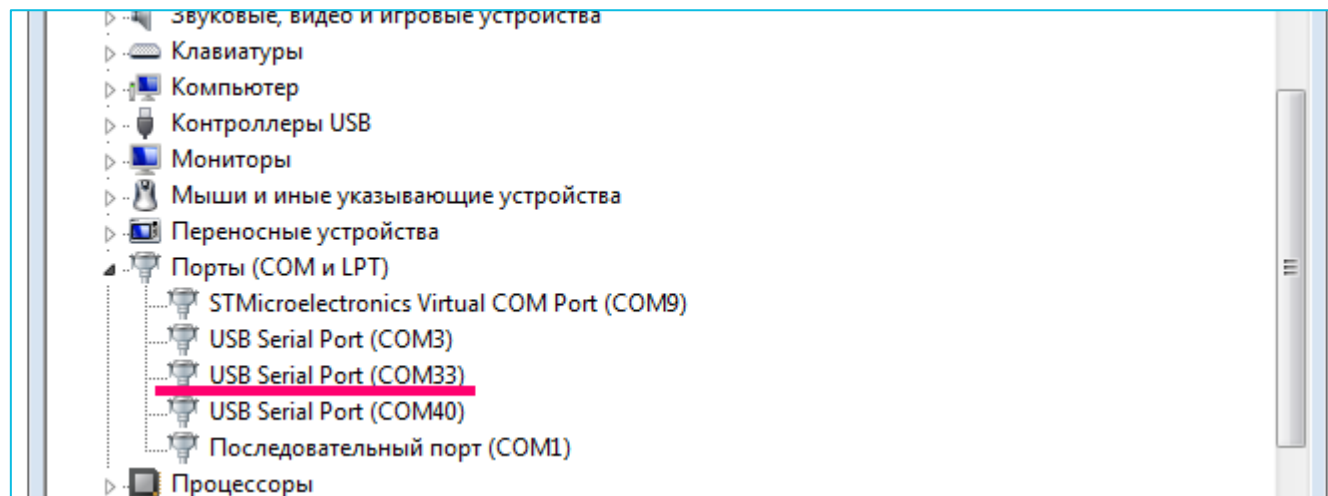 Звуковые, видео и игровые устройства
Клавиатуры
Компьютер
Контроллеры USB
Мониторы
Мыши и иные указывающие устройства
Переносные устройства
Порты (COM и LPT)
STMicroelectronics Virtual COM Port (COM9)
USB Serial Port (COM3)
USB Serial Port (COM33)
USB Serial Port (COM40)
Последовательный порт (COM1)
Процессоры